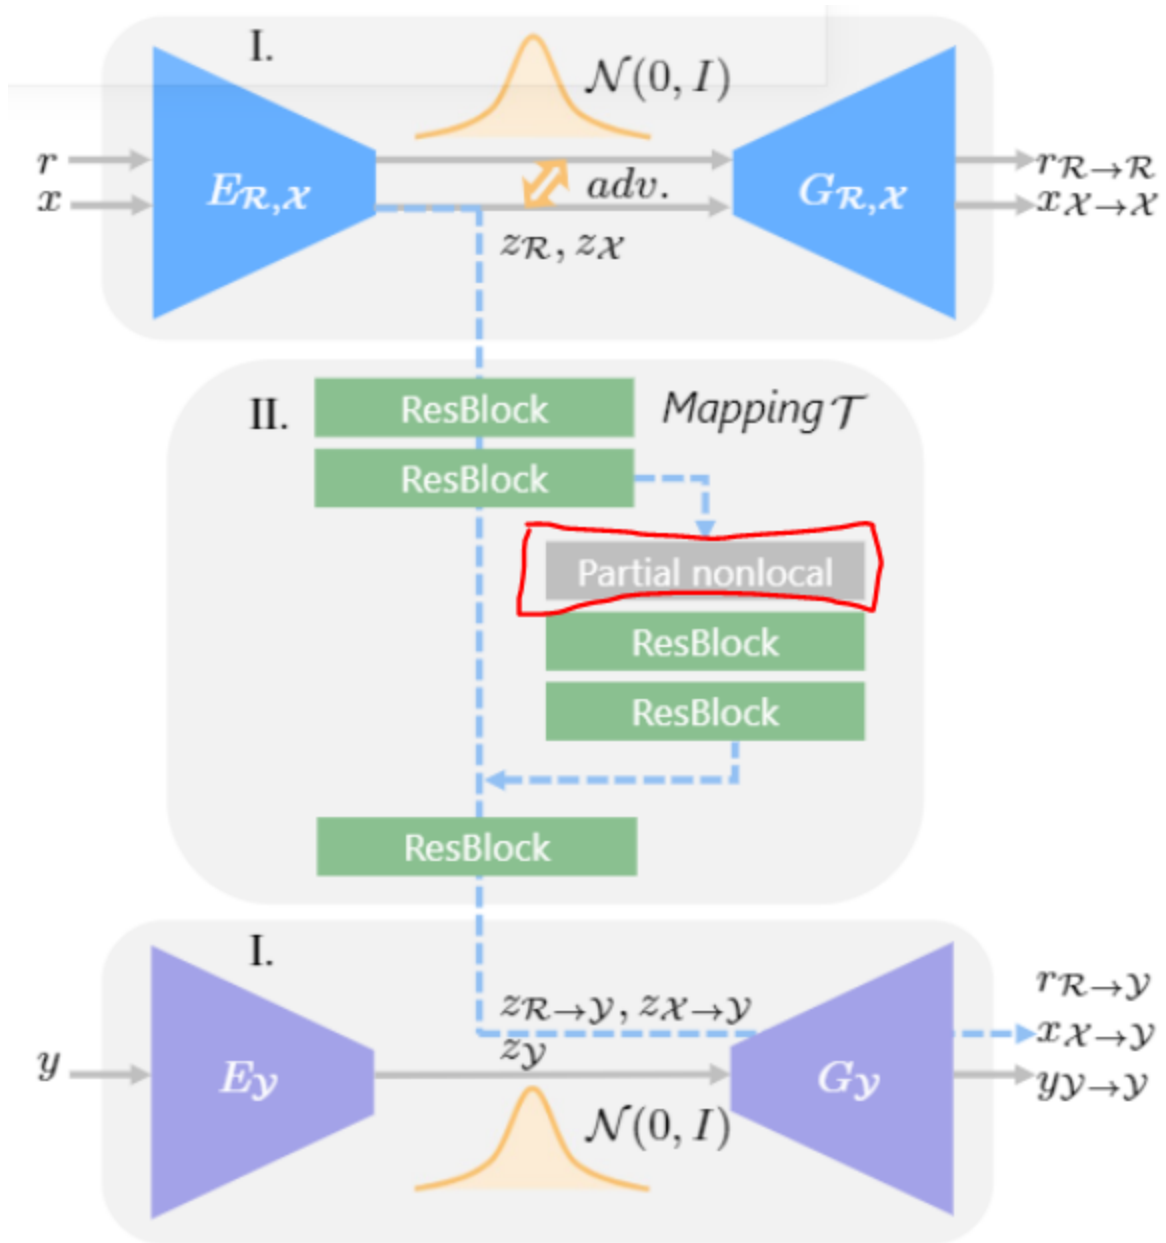 I.
𝒩(0, I)
r
x
E_{ℛ,𝒳}
adv.
G_{ℛ,𝒳}
r_{ℛ→ℛ}
x_{𝒳→𝒳}
z_ℛ, z_𝒳
II.
ResBlock
Mapping 𝒯
ResBlock
Partial nonlocal
ResBlock
ResBlock
ResBlock
I.
z_{ℛ→𝒴}, z_{𝒳→𝒴}
r_{ℛ→𝒴}
x_{𝒳→𝒴}
z_𝒴
y
E_𝒴
G_𝒴
y_{𝒴→𝒴}
𝒩(0, I)